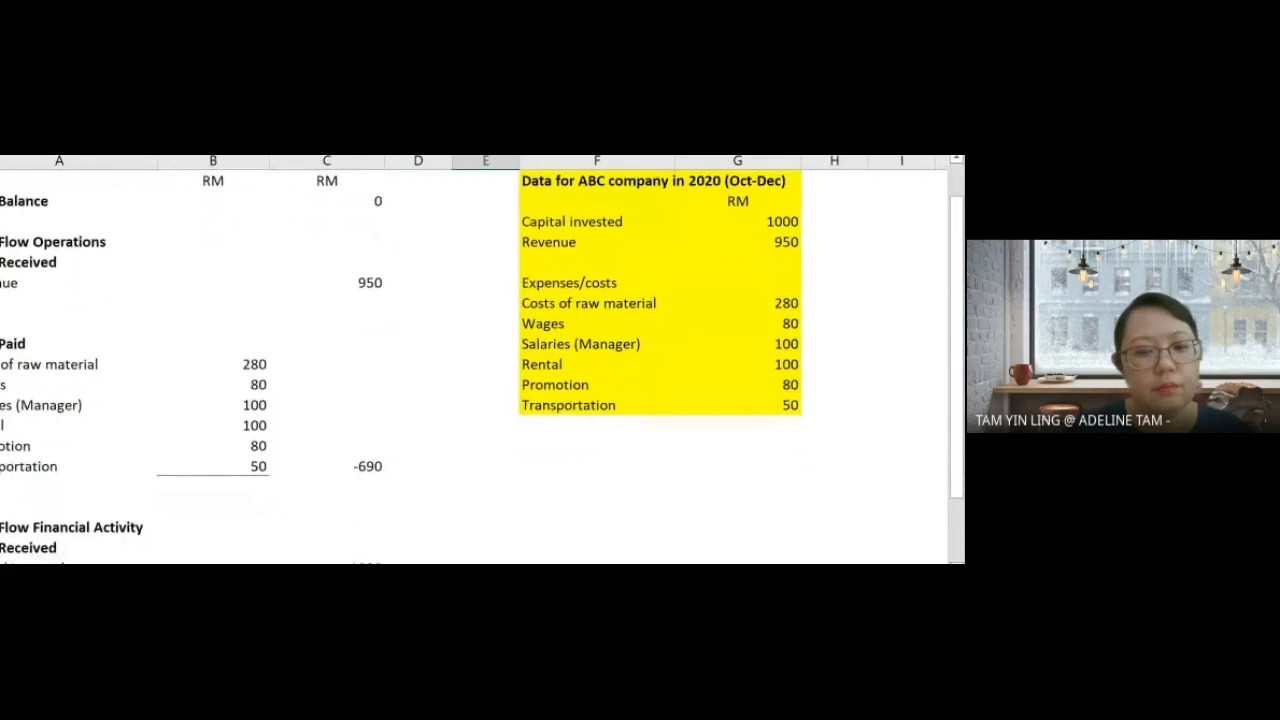 A B C D E F G H I
RM RM Data for ABC company in 2020 (Oct-Dec)
Balance 0 RM
Capital invested 1000
Flow Operations Revenue 950
Received
ue 950 Expenses/costs
Costs of raw material 280
Wages 80
Paid Salaries (Manager) 100
of raw material 280 Rental 100
s 80 Promotion 80
es (Manager) 100 Transportation 50
l 100
otion 80
portation 50 -690
Flow Financial Activity
Received
TAM YIN LING @ ADELINE TAM -